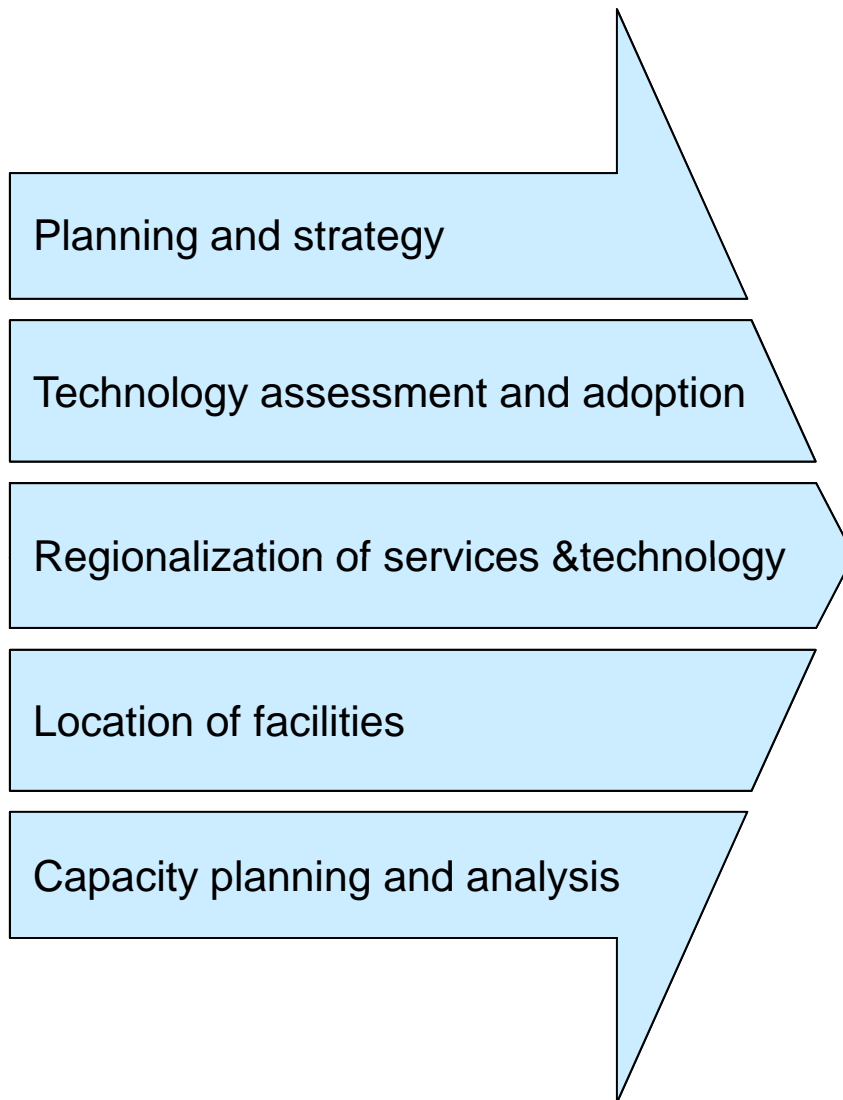 Planning and strategy
Technology assessment and adoption
Regionalization of services &technology
Location of facilities
Capacity planning and analysis